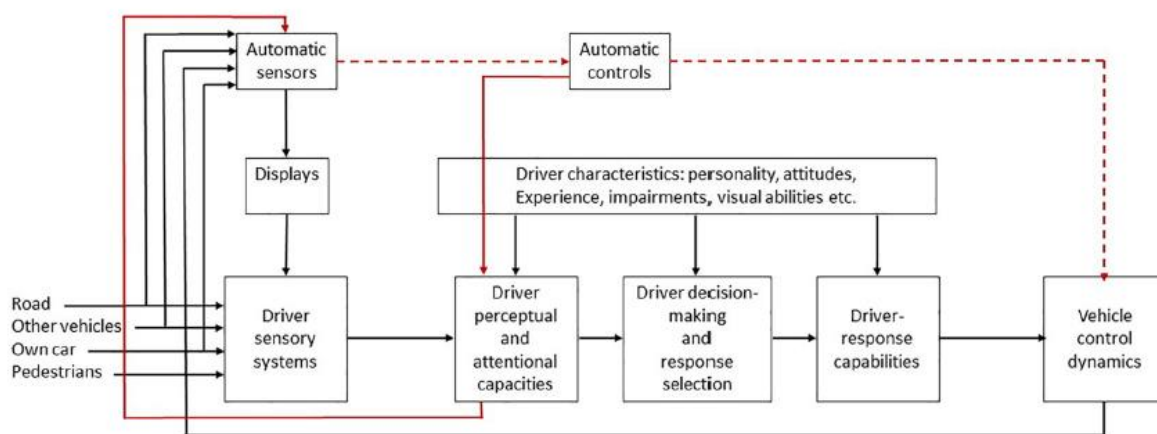 Automatic
sensors
Automatic
controls
Displays
Driver characteristics: personality, attitudes,
Experience, impairments, visual abilities etc.
Road
Other vehicles
Own car
Pedestrians
Driver
sensory
systems
Driver
perceptual
and
attentional
capacities
Driver decision-
making
and
response
selection
Driver-
response
capabilities
Vehicle
control
dynamics